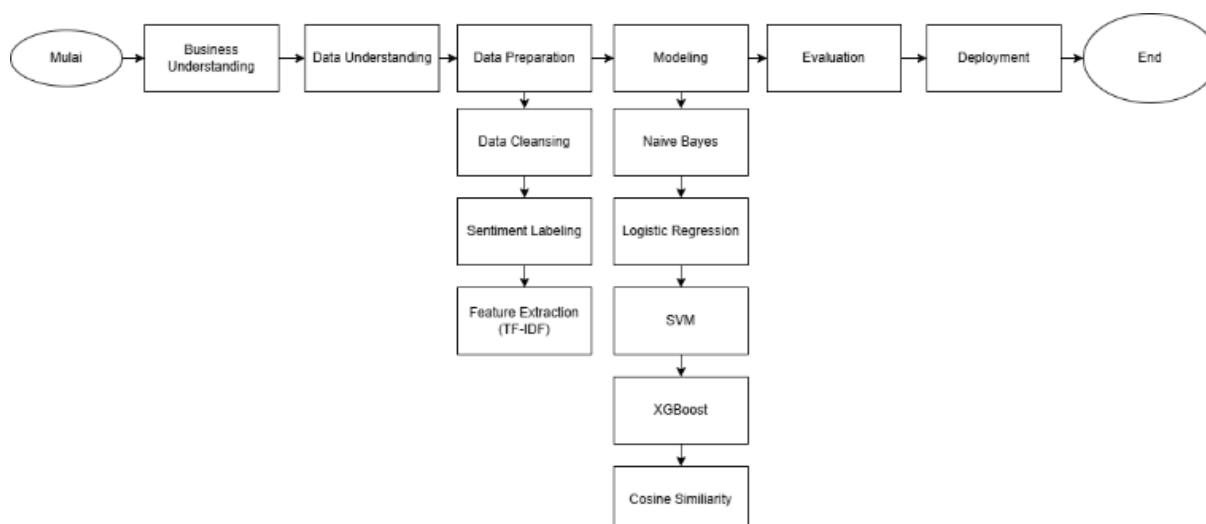 Mulai
Business
Understanding
Data Understanding
Data Preparation
Modeling
Evaluation
Deployment
End
Data Cleansing
Naive Bayes
Sentiment Labeling
Logistic Regression
Feature Extraction
(TF-IDF)
SVM
XGBoost
Cosine Similiarity